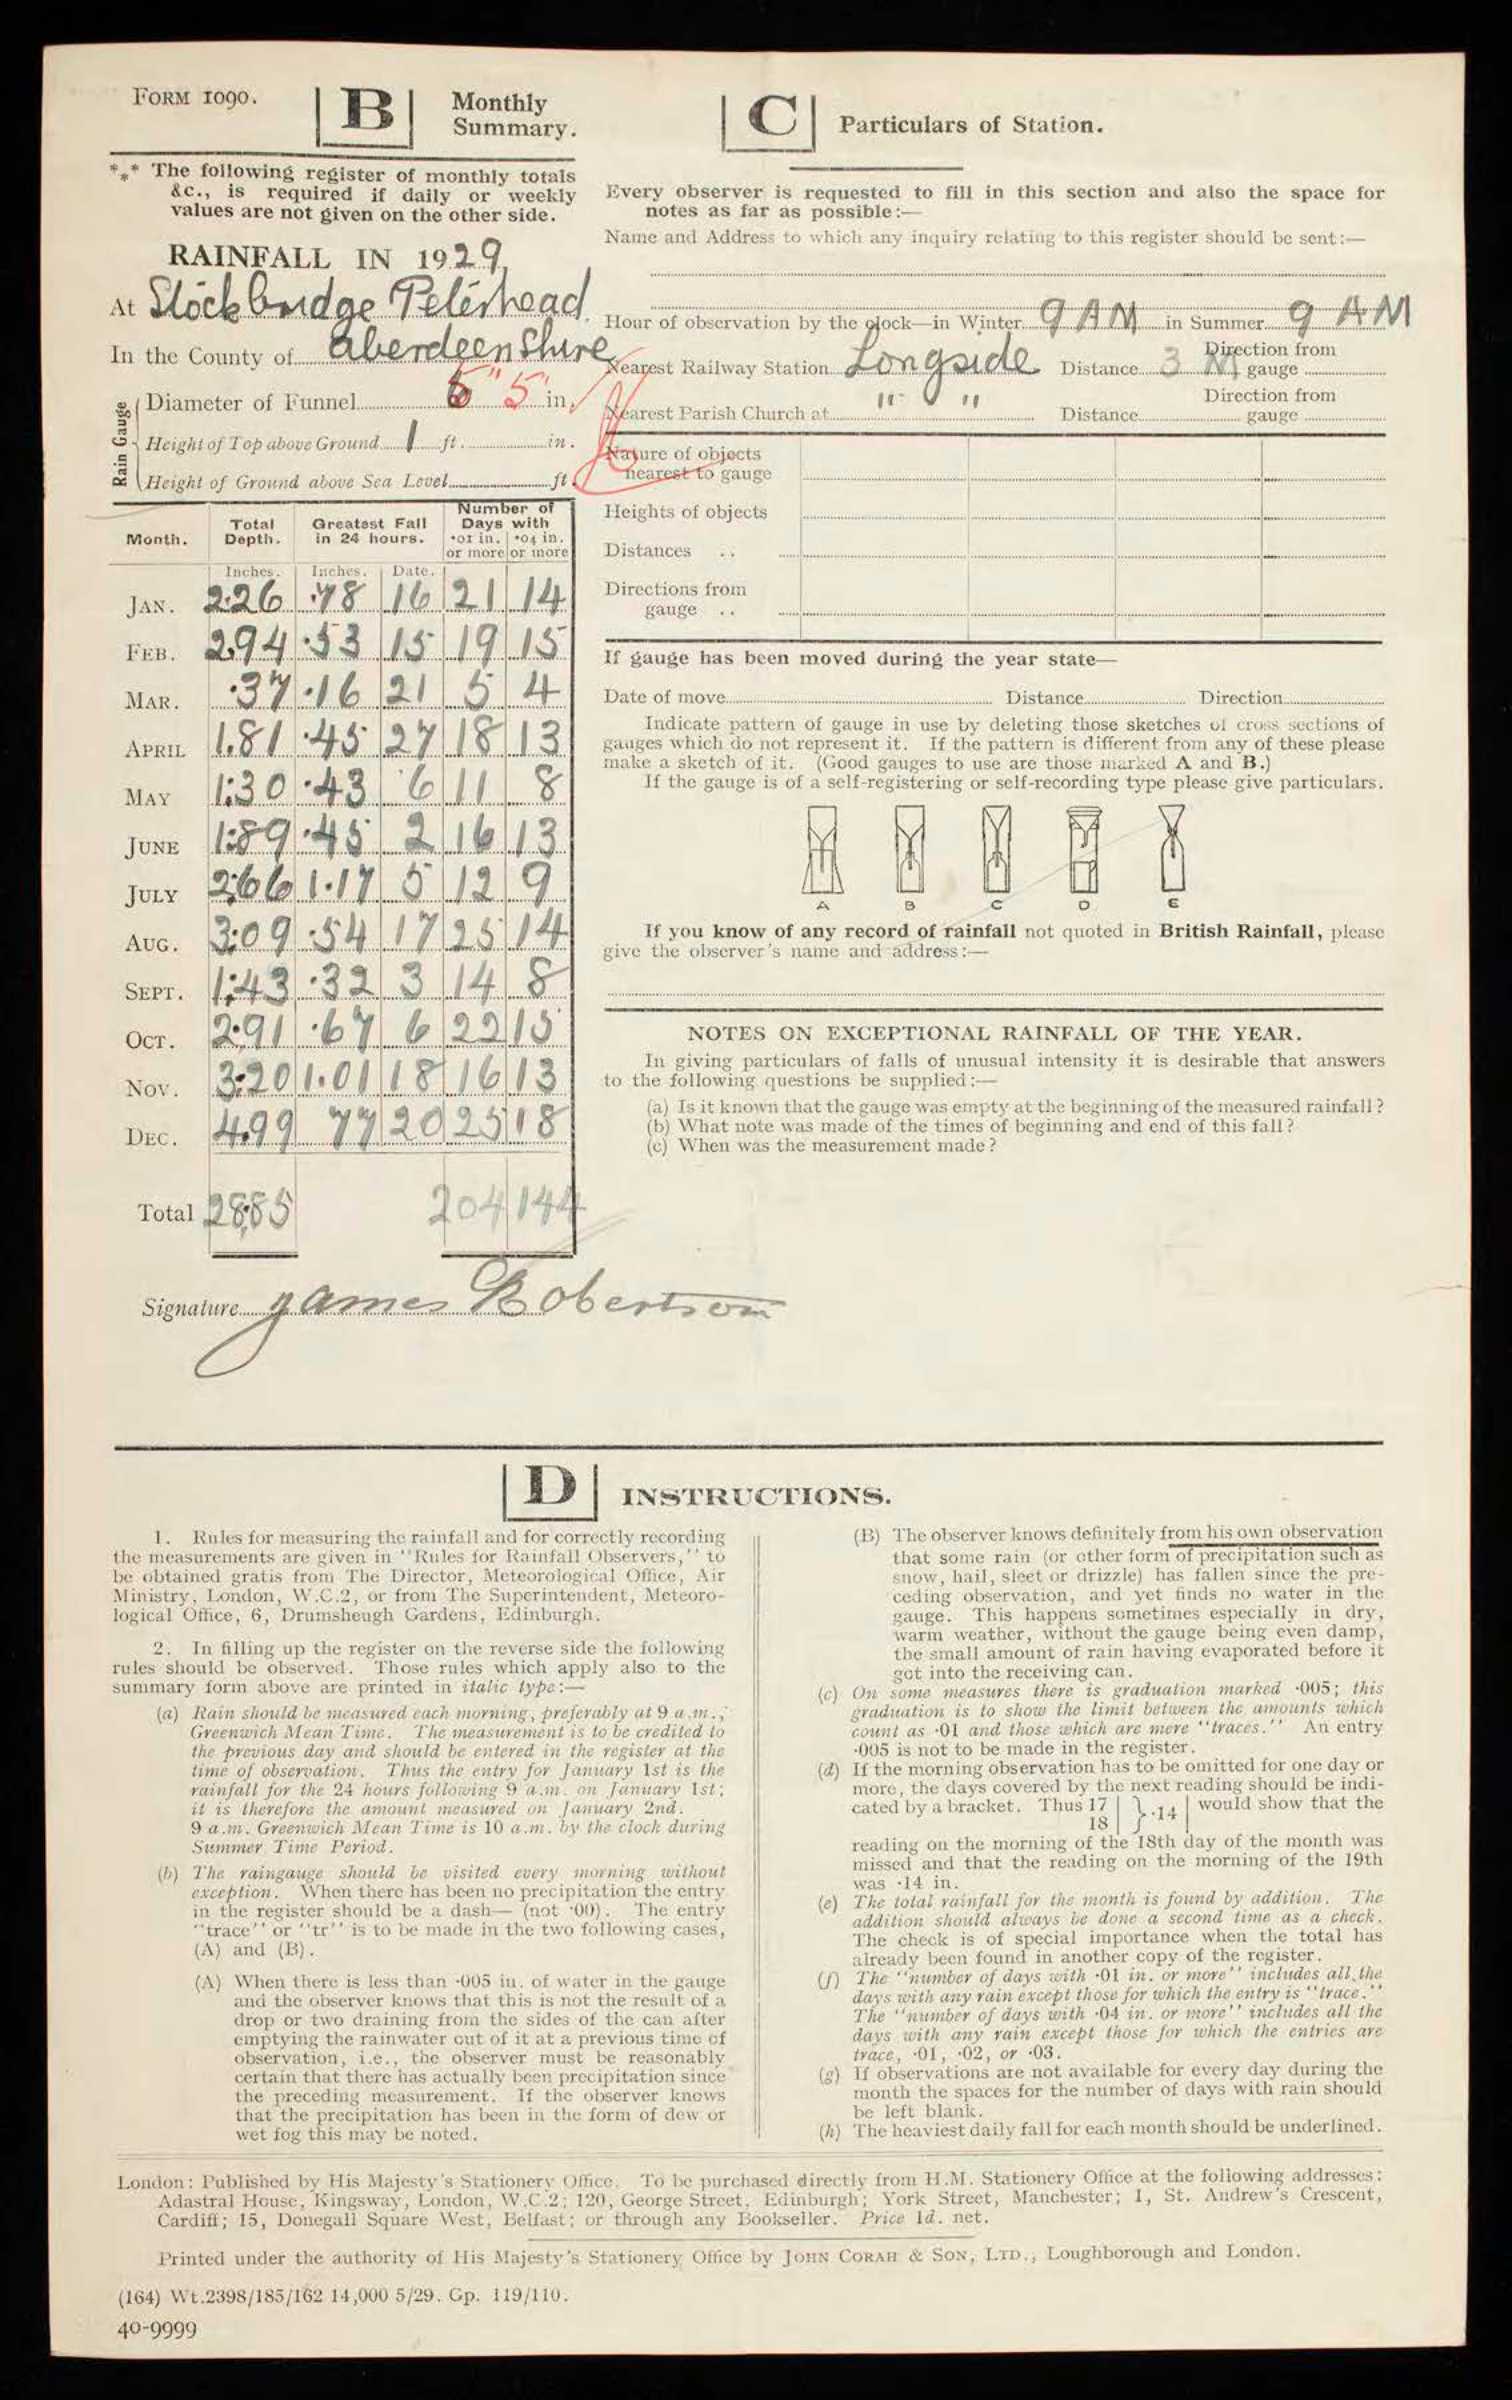 FORM 1090.
B
Monthly
Summary.
*** The following register of monthly totals
&c., is required if daily or weekly
values are not given on the other side.
RAINFALL IN 1929
At Stockbridge Peterhead.
In the County of Aberdeenshire
Rain Gauge
Diameter of Funnel 5" in.
Height of Top above Ground 1 ft. in.
Height of Ground above Sea Level ft.
Month. Total Depth. Greatest Fall in 24 hours. Number of Days with ·01 in. or more ·04 in. or more
Inches. Inches. Date.
JAN. 2.26 .78 16 21 14
FEB. 2.94 .53 15 19 15
MAR. .37 .16 21 5 4
APRIL 1.81 .45 27 18 13
MAY 1.30 .43 6 11 8
JUNE 1.89 .45 2 16 13
JULY 2.66 1.17 5 12 9
AUG. 3.09 .54 17 25 14
SEPT. 1.43 .32 3 14 8
OCT. 2.91 .67 6 22 15
NOV. 3.20 1.01 18 16 13
DEC. 4.99 77 20 25 18
Total 28.85 204 144
Signature James Robertson
C
Particulars of Station.
Every observer is requested to fill in this section and also the space for
notes as far as possible:—
Name and Address to which any inquiry relating to this register should be sent:—
Hour of observation by the clock—in Winter 9 AM in Summer 9 AM
Nearest Railway Station Longside Distance 3 M Direction from gauge
Nearest Parish Church at " " Distance Direction from gauge
Nature of objects
nearest to gauge
Heights of objects
Distances ..
Directions from
gauge ..
If gauge has been moved during the year state—
Date of move Distance Direction
Indicate pattern of gauge in use by deleting those sketches of cross sections of
gauges which do not represent it. If the pattern is different from any of these please
make a sketch of it. (Good gauges to use are those marked A and B.)
If the gauge is of a self-registering or self-recording type please give particulars.
A B C D E
If you know of any record of rainfall not quoted in British Rainfall, please
give the observer's name and address:—
NOTES ON EXCEPTIONAL RAINFALL OF THE YEAR.
In giving particulars of falls of unusual intensity it is desirable that answers
to the following questions be supplied:—
(a) Is it known that the gauge was empty at the beginning of the measured rainfall?
(b) What note was made of the times of beginning and end of this fall?
(c) When was the measurement made?
D
INSTRUCTIONS.
1. Rules for measuring the rainfall and for correctly recording
the measurements are given in "Rules for Rainfall Observers," to
be obtained gratis from The Director, Meteorological Office, Air
Ministry, London, W.C.2, or from The Superintendent, Meteoro-
logical Office, 6, Drumsheugh Gardens, Edinburgh.
2. In filling up the register on the reverse side the following
rules should be observed. Those rules which apply also to the
summary form above are printed in italic type:—
(a) Rain should be measured each morning, preferably at 9 a.m.,
Greenwich Mean Time. The measurement is to be credited to
the previous day and should be entered in the register at the
time of observation. Thus the entry for January 1st is the
rainfall for the 24 hours following 9 a.m. on January 1st;
it is therefore the amount measured on January 2nd.
9 a.m. Greenwich Mean Time is 10 a.m. by the clock during
Summer Time Period.
(b) The raingauge should be visited every morning without
exception. When there has been no precipitation the entry
in the register should be a dash— (not ·00). The entry
"trace" or "tr" is to be made in the two following cases,
(A) and (B).
(A) When there is less than ·005 in. of water in the gauge
and the observer knows that this is not the result of a
drop or two draining from the sides of the can after
emptying the rainwater out of it at a previous time of
observation, i.e., the observer must be reasonably
certain that there has actually been precipitation since
the preceding measurement. If the observer knows
that the precipitation has been in the form of dew or
wet fog this may be noted.
(B) The observer knows definitely from his own observation
that some rain (or other form of precipitation such as
snow, hail, sleet or drizzle) has fallen since the pre-
ceding observation, and yet finds no water in the
gauge. This happens sometimes especially in dry,
warm weather, without the gauge being even damp,
the small amount of rain having evaporated before it
got into the receiving can.
(c) On some measures there is graduation marked ·005; this
graduation is to show the limit between the amounts which
count as ·01 and those which are mere "traces." An entry
·005 is not to be made in the register.
(d) If the morning observation has to be omitted for one day or
more, the days covered by the next reading should be indi-
cated by a bracket. Thus 17 18 } ·14 would show that the
reading on the morning of the 18th day of the month was
missed and that the reading on the morning of the 19th
was ·14 in.
(e) The total rainfall for the month is found by addition. The
addition should always be done a second time as a check.
The check is of special importance when the total has
already been found in another copy of the register.
(f) The "number of days with ·01 in. or more" includes all the
days with any rain except those for which the entry is "trace."
The "number of days with ·04 in. or more" includes all the
days with any rain except those for which the entries are
trace, ·01, ·02, or ·03.
(g) If observations are not available for every day during the
month the spaces for the number of days with rain should
be left blank.
(h) The heaviest daily fall for each month should be underlined.
London: Published by His Majesty's Stationery Office. To be purchased directly from H.M. Stationery Office at the following addresses:
Adastral House, Kingsway, London, W.C.2; 120, George Street, Edinburgh; York Street, Manchester; 1, St. Andrew's Crescent,
Cardiff; 15, Donegall Square West, Belfast; or through any Bookseller. Price 1d. net.
Printed under the authority of His Majesty's Stationery Office by JOHN CORAH & SON, LTD., Loughborough and London.
(164) Wt.2398/185/162 14,000 5/29. Gp. 119/110.
40-9999